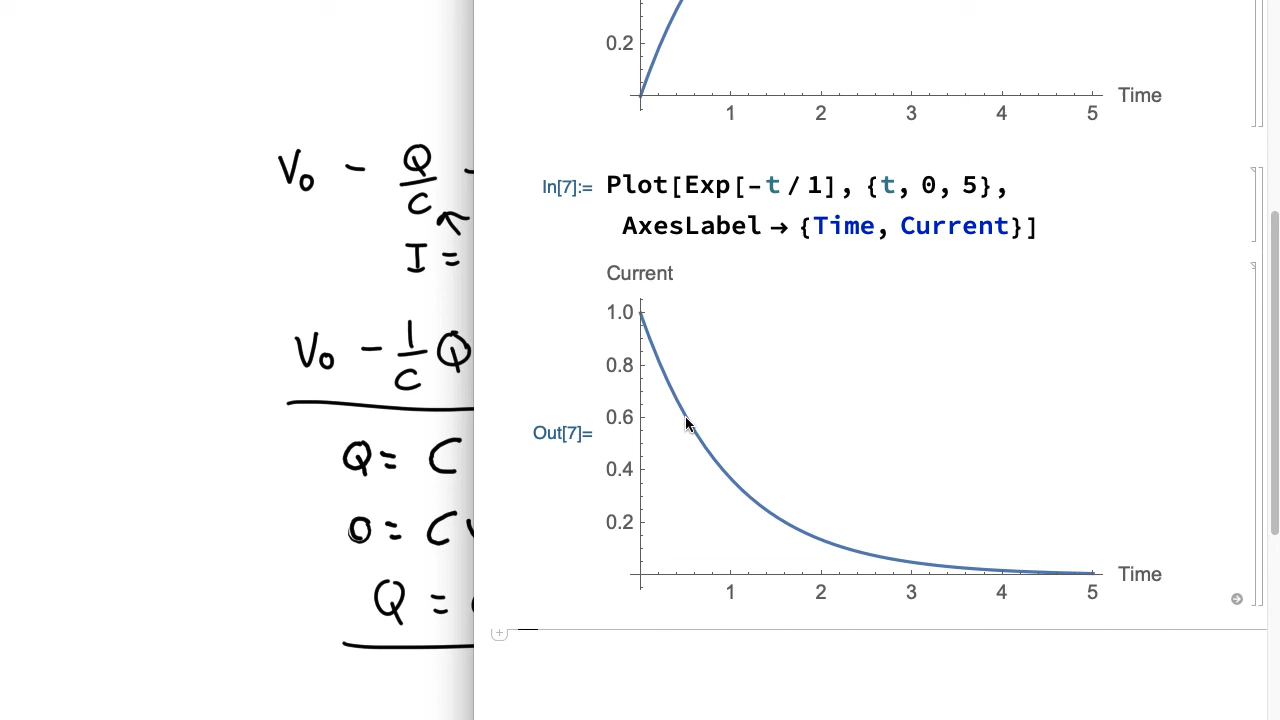 0.2
1 2 3 4 5 Time
V₀ - Q/C -
I =
V₀ - 1/C Q
Q = C
0 = C
Q =
In[7]:= Plot[Exp[-t / 1], {t, 0, 5},
AxesLabel → {Time, Current}]
Current
1.0
0.8
0.6
Out[7]=
0.4
0.2
1 2 3 4 5 Time